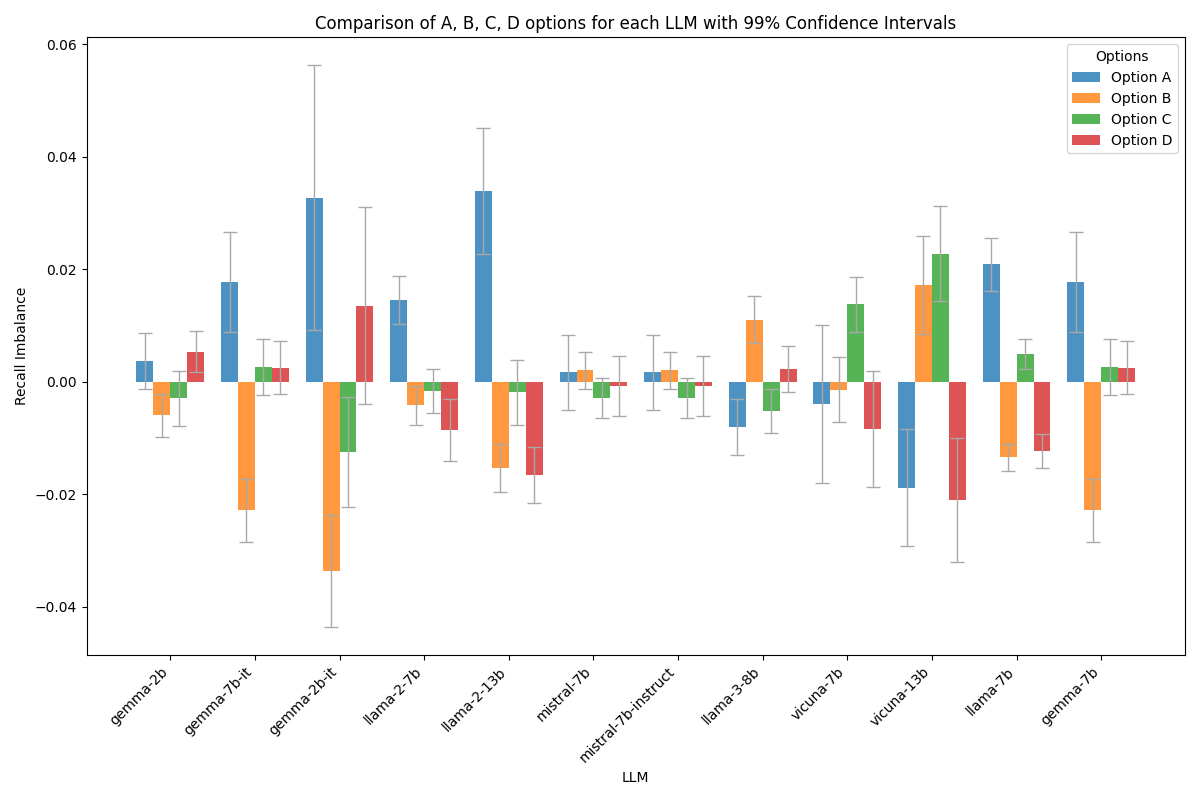 Comparison of A, B, C, D options for each LLM with 99% Confidence Intervals
Options
Option A
Option B
Option C
Option D
Recall Imbalance
0.06
0.04
0.02
0.00
−0.02
−0.04
gemma-2b
gemma-7b-it
gemma-2b-it
llama-2-7b
llama-2-13b
mistral-7b
mistral-7b-instruct
llama-3-8b
vicuna-7b
vicuna-13b
llama-7b
gemma-7b
LLM